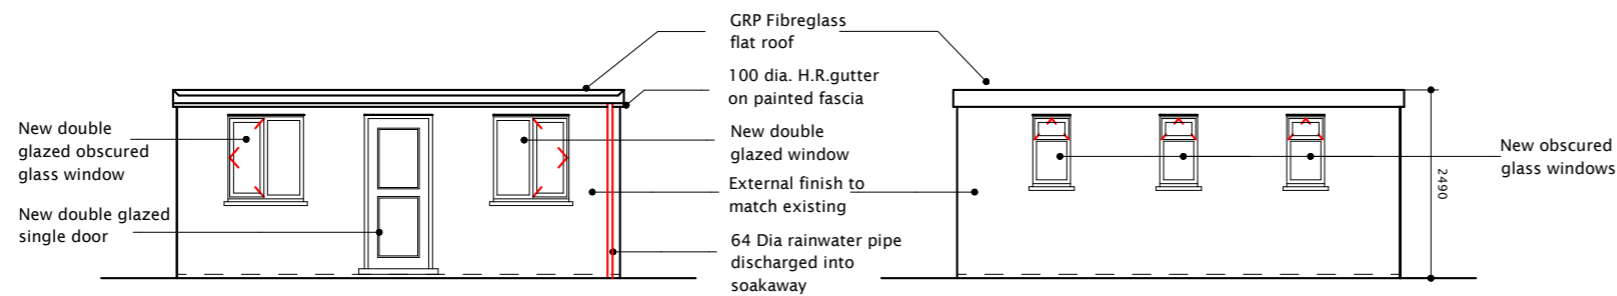 New double
glazed obscured
glass window
New double glazed
single door
GRP Fibreglass
flat roof
100 dia. H.R.gutter
on painted fascia
New double
glazed window
External finish to
match existing
64 Dia rainwater pipe
discharged into
soakaway
2490
New obscured
glass windows